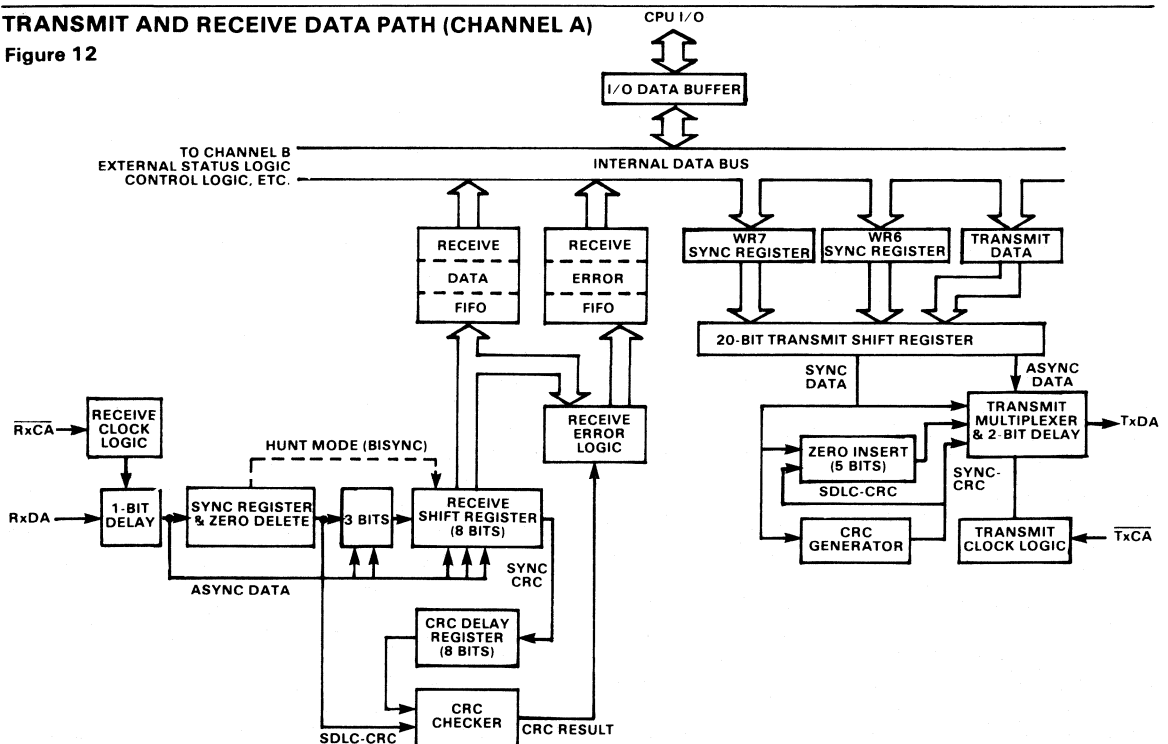 TRANSMIT AND RECEIVE DATA PATH (CHANNEL A)
Figure 12
CPU I/O
I/O DATA BUFFER
TO CHANNEL B
EXTERNAL STATUS LOGIC
CONTROL LOGIC, ETC.
INTERNAL DATA BUS
RECEIVE
DATA
FIFO
RECEIVE
ERROR
FIFO
WR7
SYNC REGISTER
WR6
SYNC REGISTER
TRANSMIT
DATA
20-BIT TRANSMIT SHIFT REGISTER
SYNC
DATA
ASYNC
DATA
RxCA
RECEIVE
CLOCK
LOGIC
HUNT MODE (BISYNC)
RECEIVE
ERROR
LOGIC
TRANSMIT
MULTIPLEXER
& 2-BIT DELAY
TxDA
ZERO INSERT
(5 BITS)
SDLC-CRC
SYNC-
CRC
RxDA
1-BIT
DELAY
SYNC REGISTER
& ZERO DELETE
3 BITS
RECEIVE
SHIFT REGISTER
(8 BITS)
CRC
GENERATOR
TRANSMIT
CLOCK LOGIC
TxCA
ASYNC DATA
SYNC
CRC
CRC DELAY
REGISTER
(8 BITS)
CRC
CHECKER
SDLC-CRC
CRC RESULT